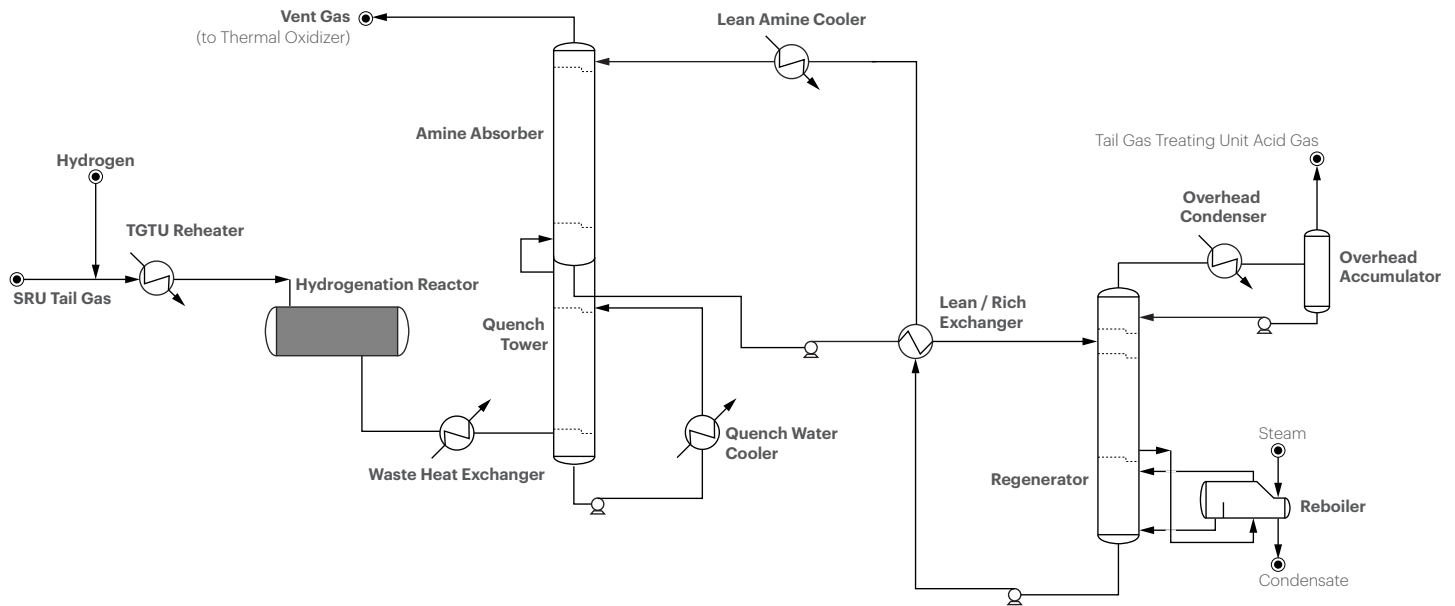 Vent Gas
(to Thermal Oxidizer)
Lean Amine Cooler
Amine Absorber
Tail Gas Treating Unit Acid Gas
Hydrogen
Overhead
Condenser
TGTU Reheater
Overhead
Accumulator
SRU Tail Gas
Hydrogenation Reactor
Lean / Rich
Exchanger
Quench
Tower
Quench Water
Cooler
Steam
Waste Heat Exchanger
Regenerator
Reboiler
Condensate